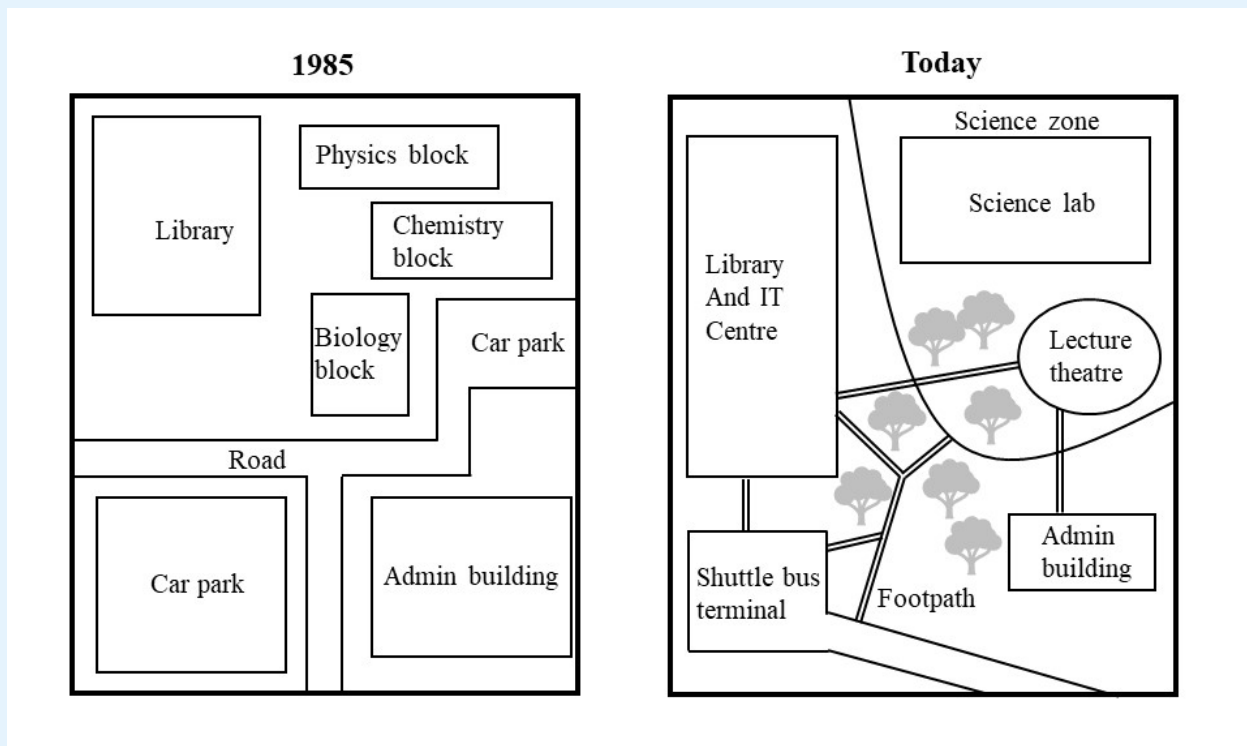 1985
Library
Physics block
Chemistry
block
Biology
block
Car park
Road
Car park
Admin building
Today
Science zone
Science lab
Library
And IT
Centre
Lecture
theatre
Shuttle bus
terminal
Footpath
Admin
building